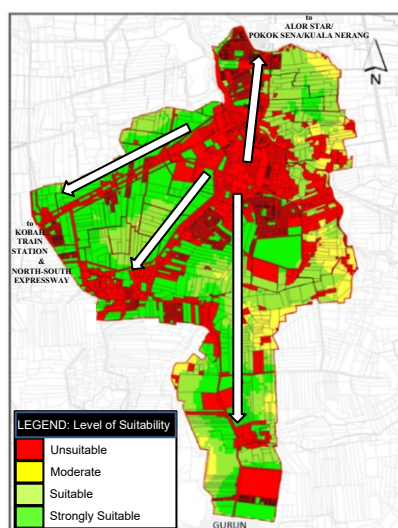 to
ALOR STAR/
POKOK SENA/KUALA NERANG
N
to
KOBAH
TRAIN
STATION
&
NORTH-SOUTH
EXPRESSWAY
LEGEND: Level of Suitability
Unsuitable
Moderate
Suitable
Strongly Suitable
GURUN